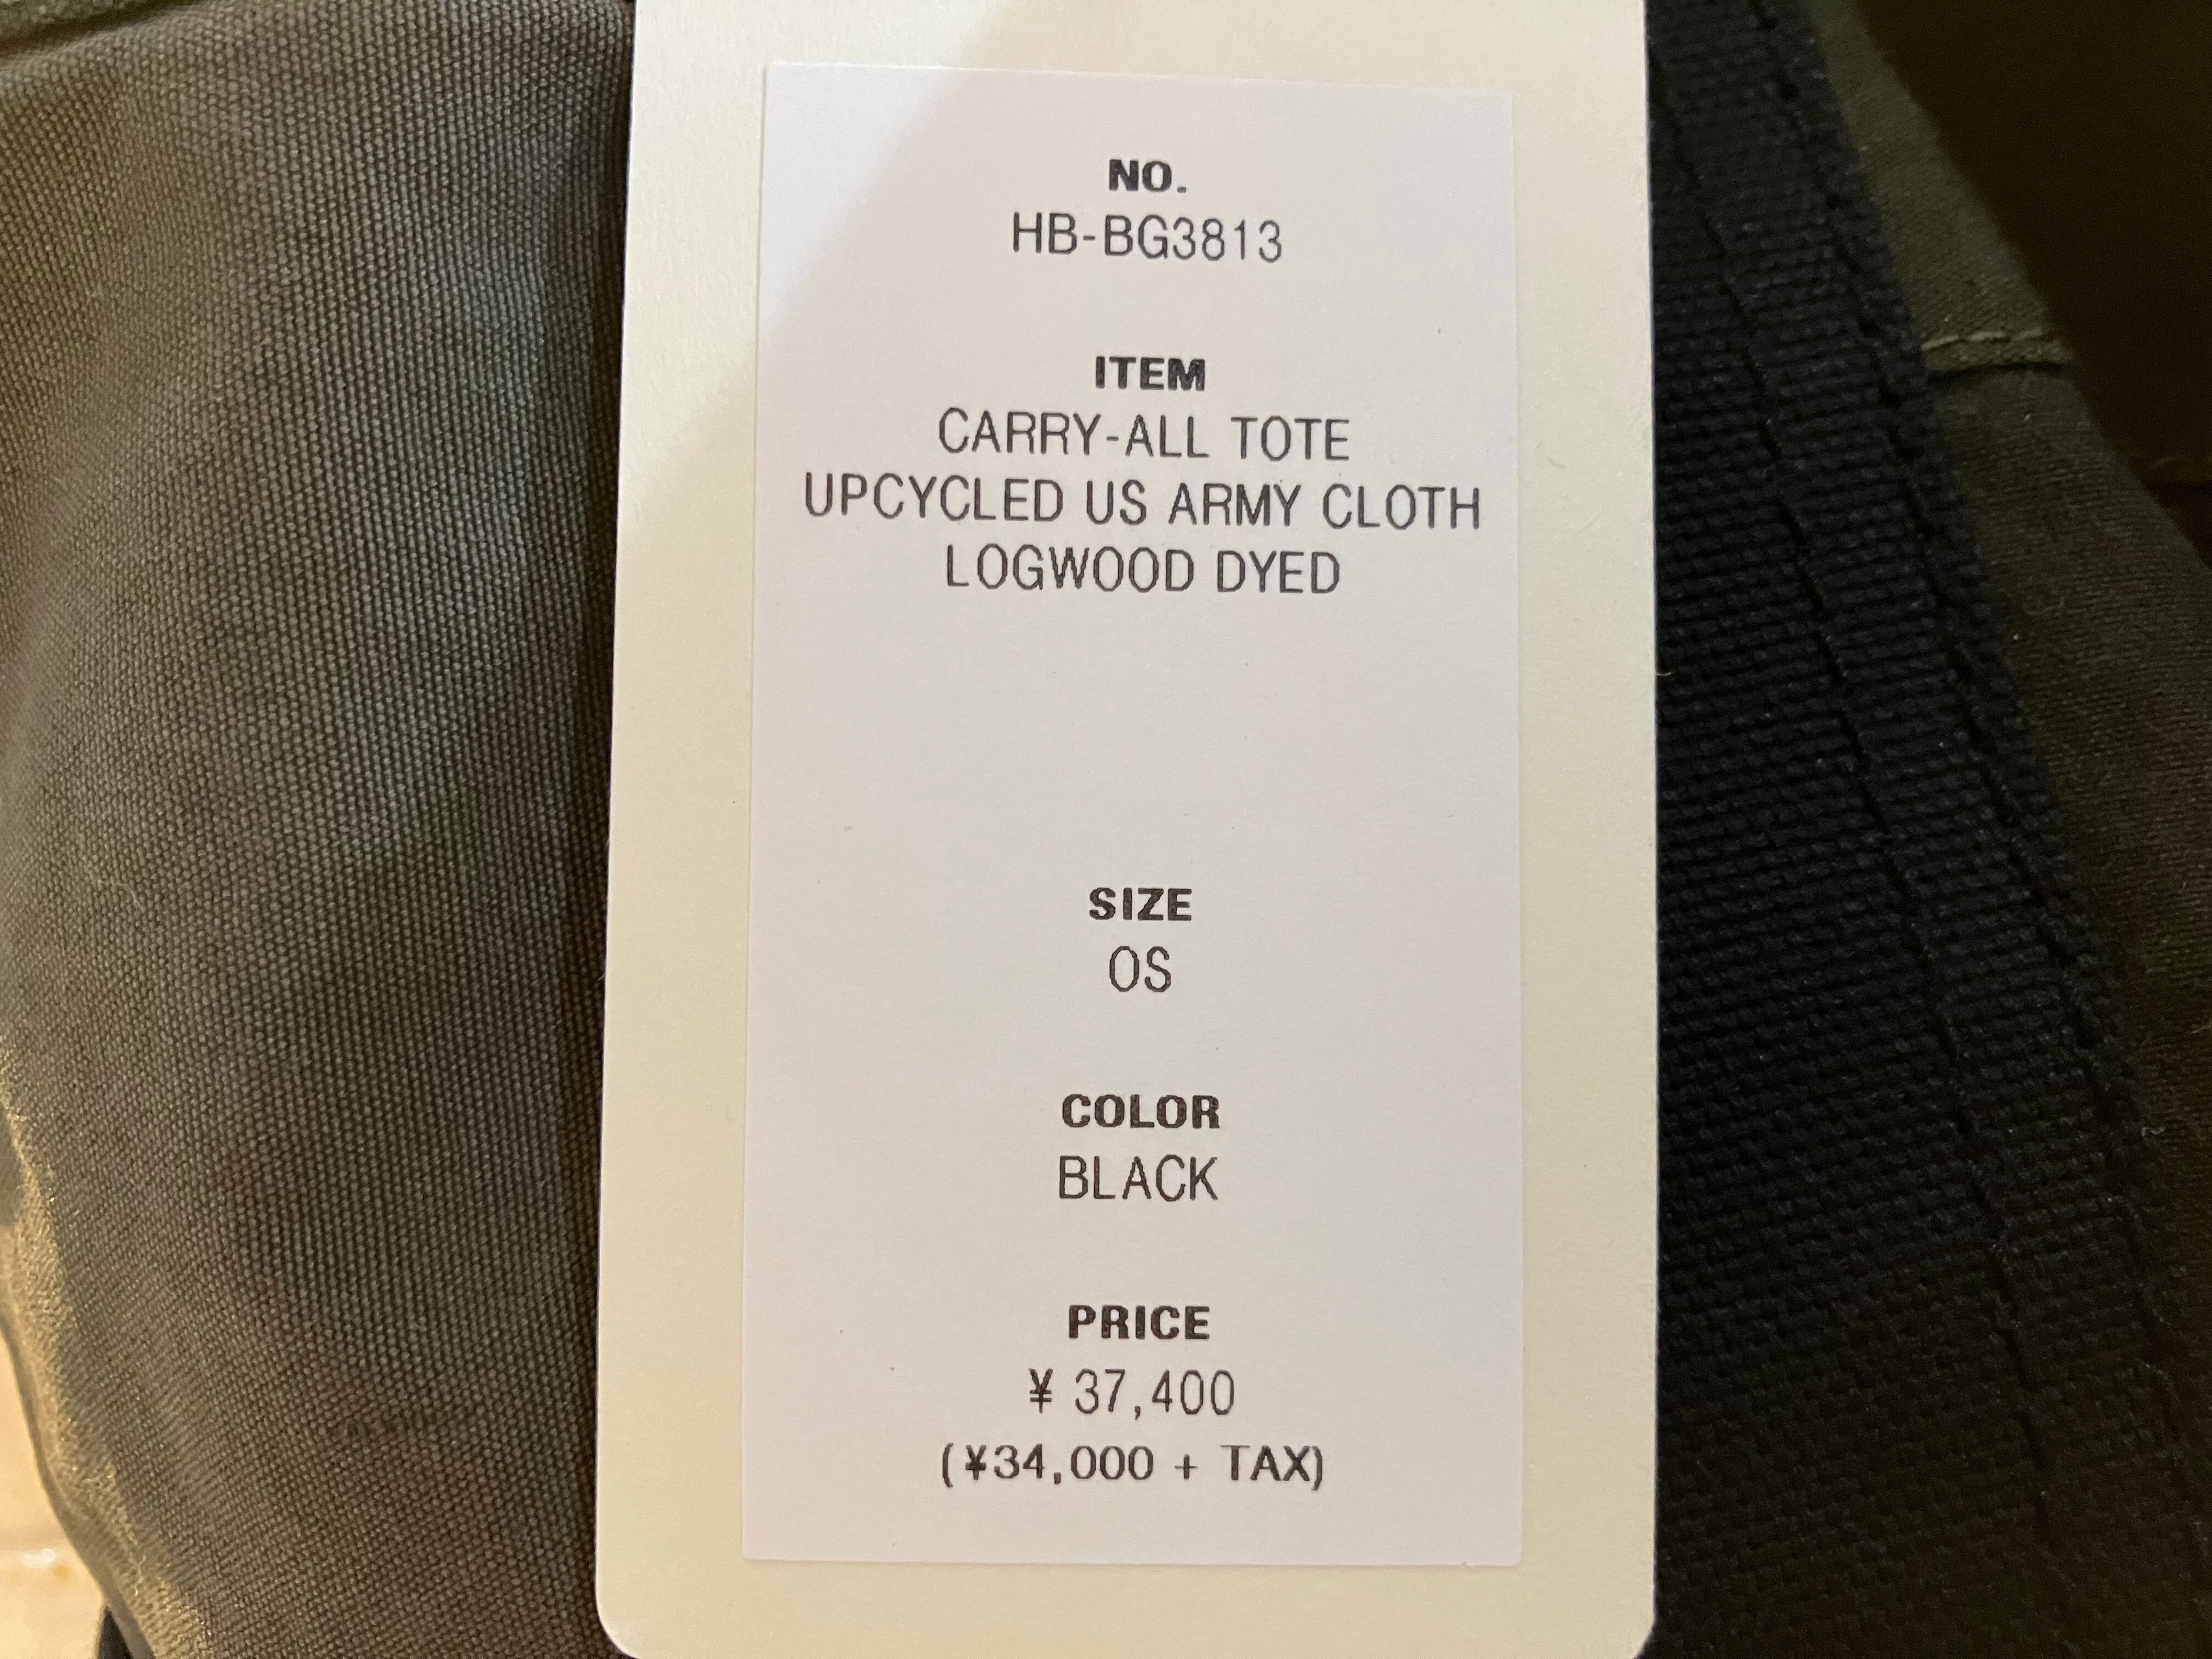 NO.
HB-BG3813
ITEM
CARRY-ALL TOTE
UPCYCLED US ARMY CLOTH
LOGWOOD DYED
SIZE
OS
COLOR
BLACK
PRICE
¥ 37,400
(¥34,000 + TAX)